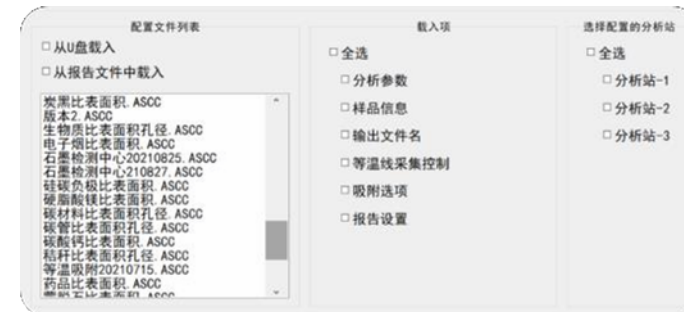 配置文件列表
□从U盘载入
□从报告文件中载入
炭黑比表面积.ASCC
版本2.ASCC
生物质比表面积孔径.ASCC
电子烟比表面积.ASCC
石墨检测中心20210825.ASCC
石墨检测中心210827.ASCC
硅碳负极比表面积.ASCC
硬脂酸镁比表面积.ASCC
碳材料比表面积孔径.ASCC
碳管比表面积孔径.ASCC
碳酸钙比表面积.ASCC
秸秆比表面积孔径.ASCC
等温吸附20210715.ASCC
药品比表面积.ASCC
载入项
□全选
□分析参数
□样品信息
□输出文件名
□等温线采集控制
□吸附选项
□报告设置
选择配置的分析站
□全选
□分析站-1
□分析站-2
□分析站-3